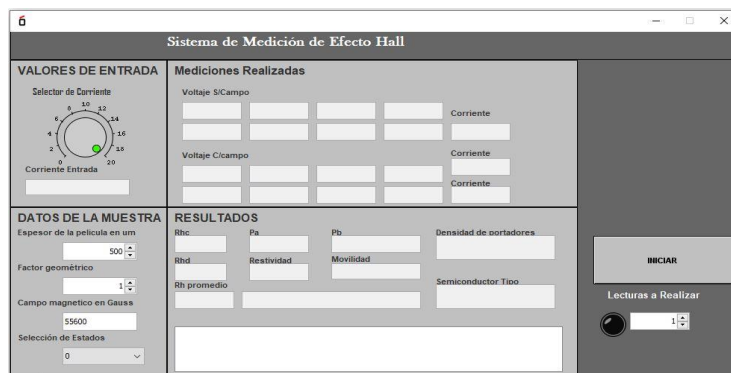 Sistema de Medición de Efecto Hall
VALORES DE ENTRADA
Selector de Corriente
0 2 4 6 8 10 12 14 16 18 20
Corriente Entrada
Mediciones Realizadas
Voltaje S/Campo
Corriente
Voltaje C/campo
Corriente
Corriente
DATOS DE LA MUESTRA
Espesor de la pelicula en um
500
Factor geométrico
1
Campo magnetico en Gauss
55600
Selección de Estados
0
RESULTADOS
Rhc Pa Pb Densidad de portadores
Rhd Restividad Movilidad
Rh promedio Semiconductor Tipo
INICIAR
Lecturas a Realizar
1